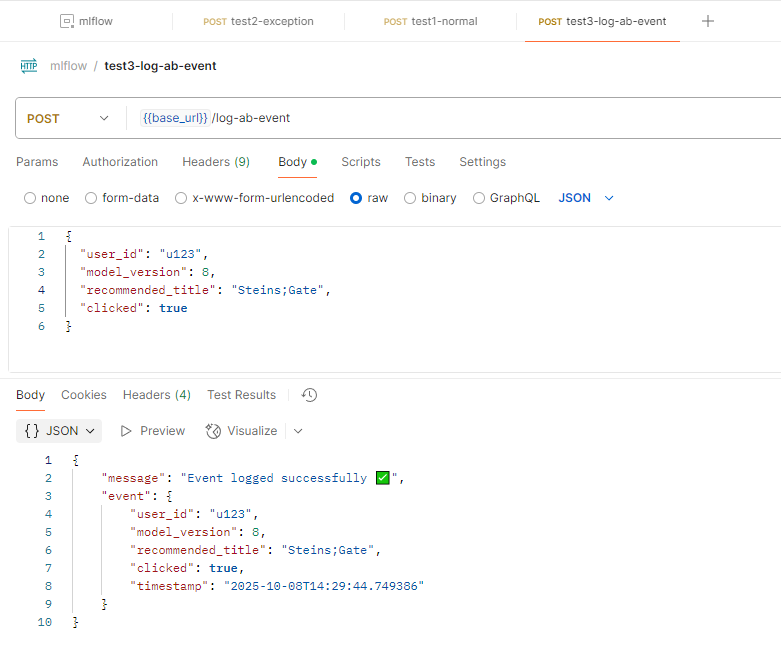 mlflow POST test2-exception POST test1-normal POST test3-log-ab-event
HTTP mlflow / test3-log-ab-event
POST {{base_url}} /log-ab-event
Params Authorization Headers (9) Body Scripts Tests Settings
none form-data x-www-form-urlencoded raw binary GraphQL JSON
1 {
2 "user_id": "u123",
3 "model_version": 8,
4 "recommended_title": "Steins;Gate",
5 "clicked": true
6 }
Body Cookies Headers (4) Test Results
{} JSON Preview Visualize
1 {
2 "message": "Event logged successfully ✅",
3 "event": {
4 "user_id": "u123",
5 "model_version": 8,
6 "recommended_title": "Steins;Gate",
7 "clicked": true,
8 "timestamp": "2025-10-08T14:29:44.749386"
9 }
10 }